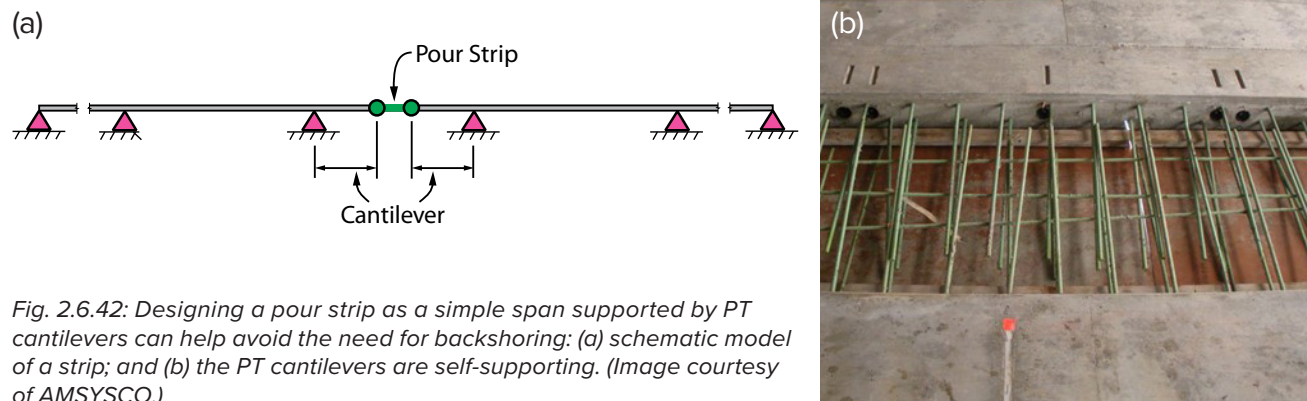 (a)
Pour Strip
Cantilever
Fig. 2.6.42: Designing a pour strip as a simple span supported by PT
cantilevers can help avoid the need for backshoring: (a) schematic model
of a strip; and (b) the PT cantilevers are self-supporting. (Image courtesy
of AMSYSCO.)
(b)